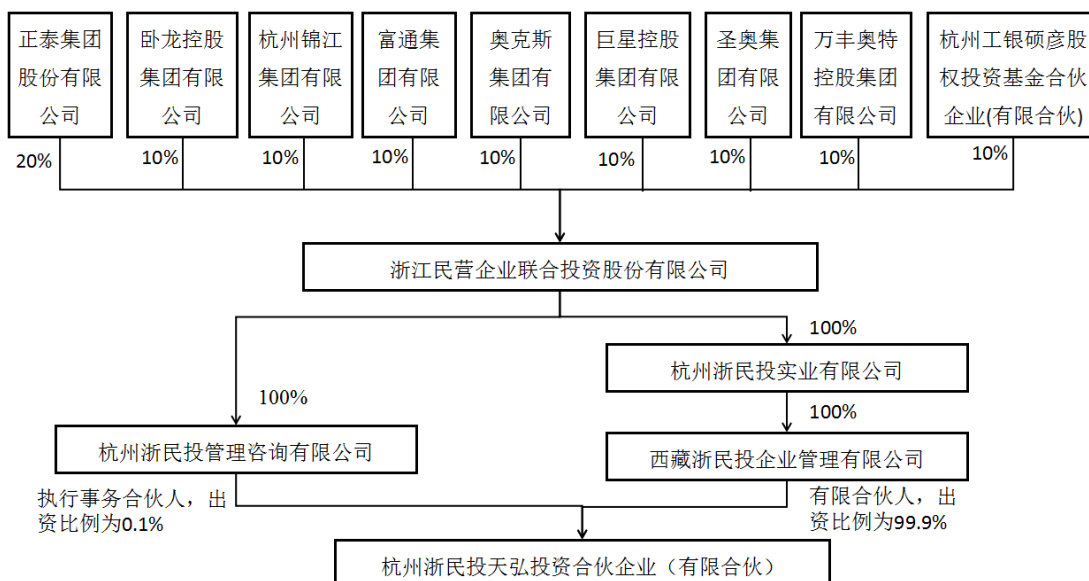 正泰集团
股份有限
公司
卧龙控股
集团有限
公司
杭州锦江
集团有限
公司
富通集
团有限
公司
奥克斯
集团有
限公司
巨星控股
集团有限
公司
圣奥集
团有限
公司
万丰奥特
控股集团
有限公司
杭州工银硕彦股
权投资基金合伙
企业(有限合伙)
20%
10%
10%
10%
10%
10%
10%
10%
10%
浙江民营企业联合投资股份有限公司
100%
杭州浙民投实业有限公司
100%
100%
杭州浙民投管理咨询有限公司
西藏浙民投企业管理有限公司
执行事务合伙人，出
资比例为0.1%
有限合伙人，出
资比例为99.9%
杭州浙民投天弘投资合伙企业（有限合伙）